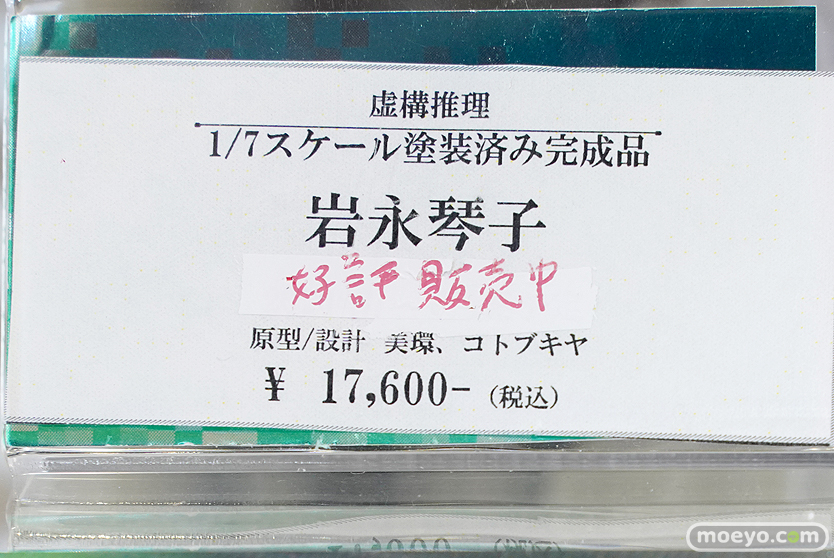 虚構推理
1/7スケール塗装済み完成品
岩永琴子
好評販売中
原型/設計 美環、コトブキヤ
¥ 17,600- (税込)
moeyo.com